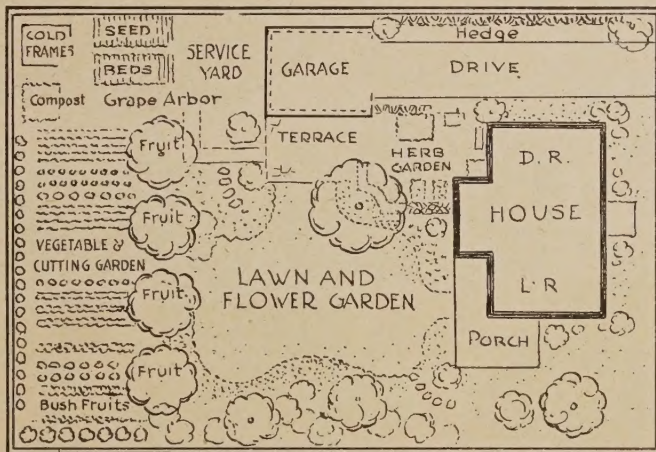 COLD
FRAMES
SEED
BEDS
SERVICE
YARD
GARAGE
Hedge
DRIVE
Compost
Grape Arbor
TERRACE
HERB
GARDEN
D. R.
HOUSE
L R
PORCH
Fruit
Fruit
VEGETABLE &
CUTTING GARDEN
Fruit
Fruit
Bush Fruits
LAWN AND
FLOWER GARDEN